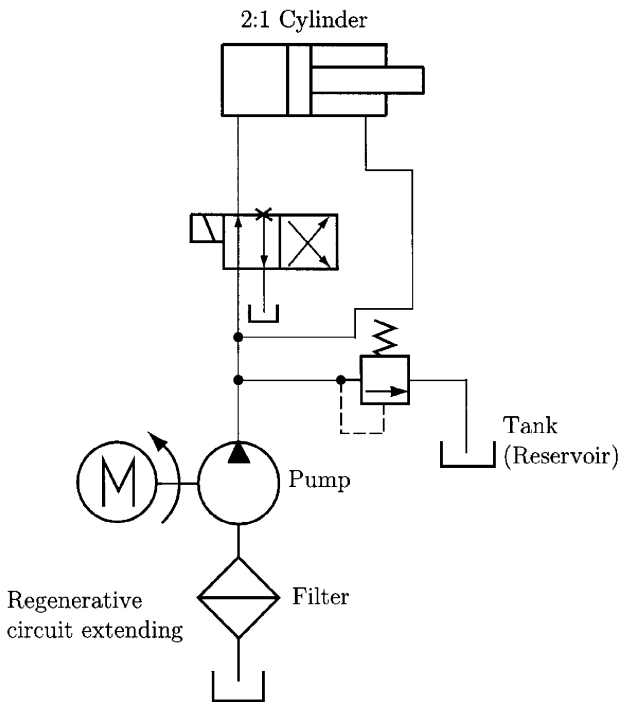 2:1 Cylinder
Tank
(Reservoir)
M
Pump
Filter
Regenerative
circuit extending